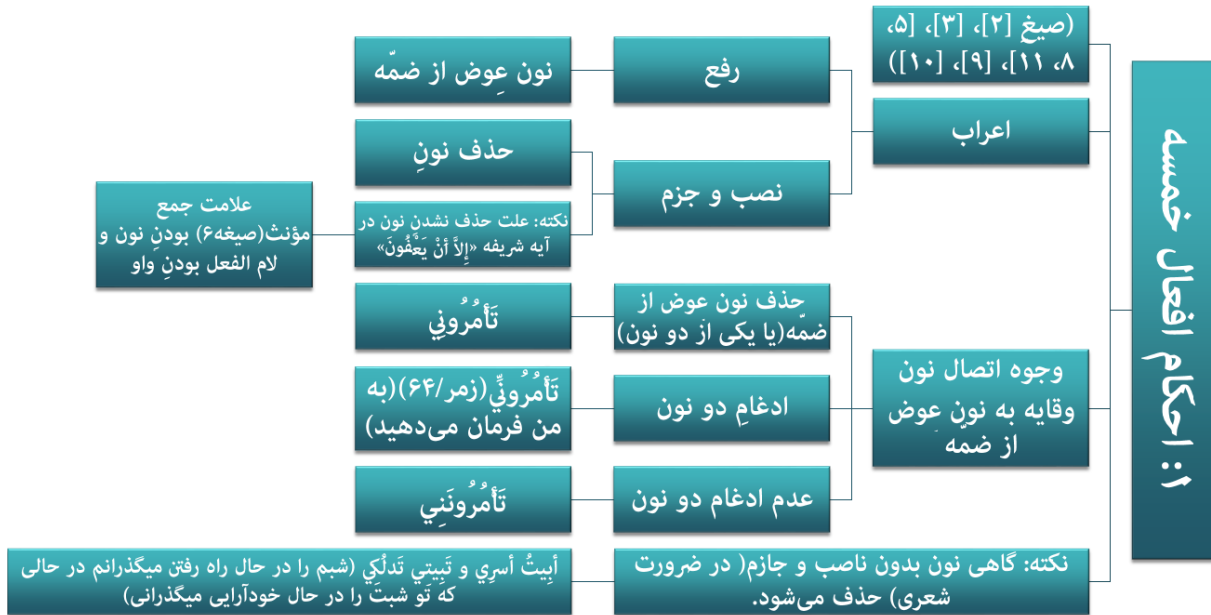 ۱: احکام افعال خمسه
(صیغِ [۲]، [۳]، [۵،
۸، ۱۱]، [۹]، [۱۰])
اعراب
رفع
نون عِوض از ضمّه
نصب و جزم
حذف نونِ
نکته: علت حذف نشدنِ نون در
آیه شریفه «إِلاَّ أَنْ يَعْفُونَ»
علامت جمع
مؤنث(صیغه۶) بودنِ نون و
لام الفعل بودنِ واو
وجوه اتصال نون
وقایه به نونِ عِوض
از ضمّه
حذف نون عوض از
ضمّه(یا یکی از دو نون)
تَأْمُرُونِي
ادغامِ دو نون
تَأْمُرُونِّي(زمر/۶۴)(به
من فرمان می‌دهید)
عدم ادغام دو نون
تَأْمُرُونَنِي
نکته: گاهی نون بدون ناصب و جازم( در ضرورت
شعری) حذف می‌شود.
أبِيتُ أسرِي و تَبِيتي تَدلُكِي (شبم را در حال راه رفتن میگذرانم در حالی
که تو شبت را در حال خودآرایی میگذرانی)